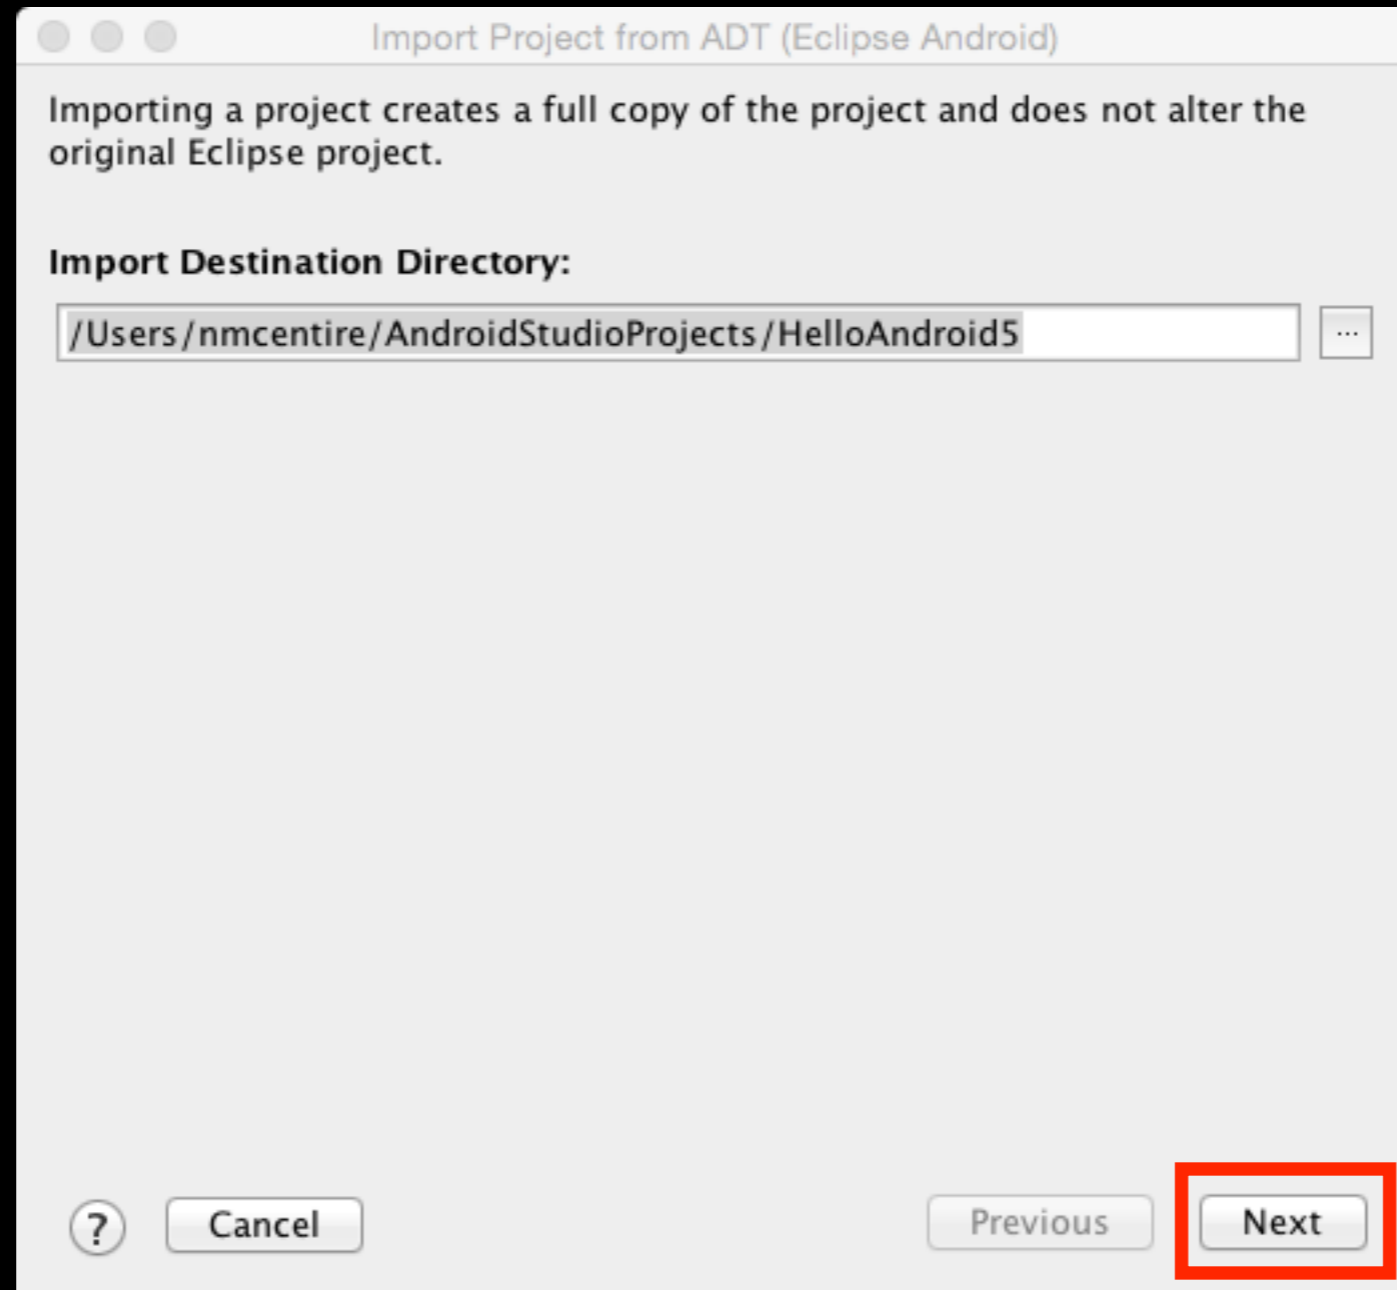 Import Project from ADT (Eclipse Android)
Importing a project creates a full copy of the project and does not alter the
original Eclipse project.
Import Destination Directory:
/Users/nmcentire/AndroidStudioProjects/HelloAndroid5
...
?
Cancel
Previous
Next